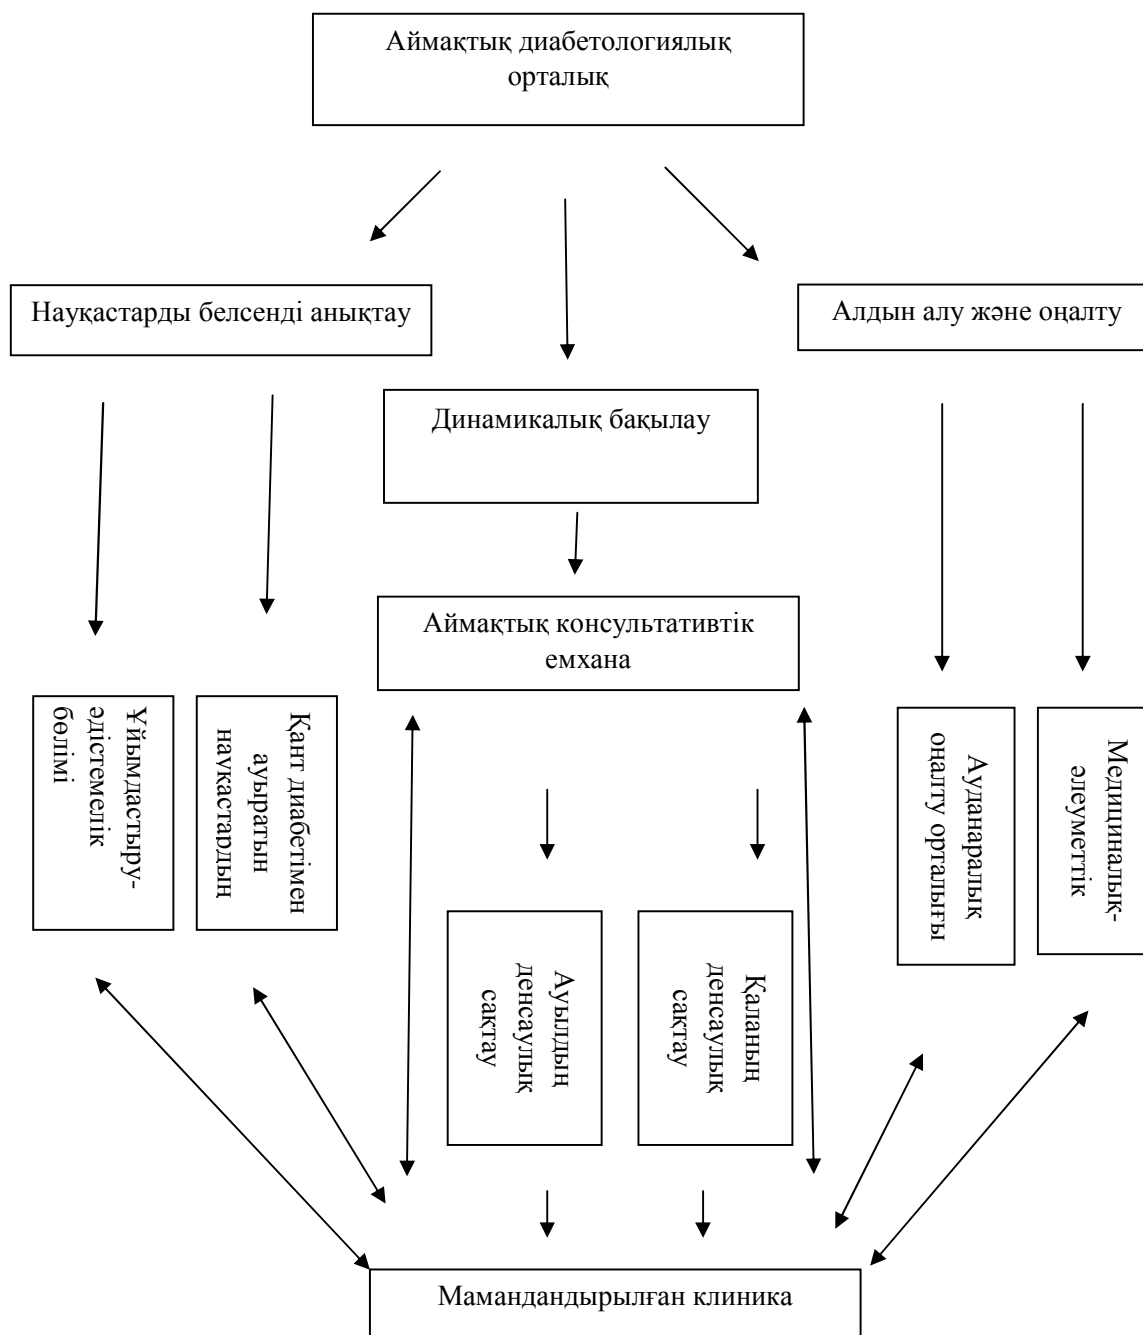 Аймақтық диабетологиялық
орталық
Науқастарды белсенді анықтау
Алдын алу және оңалту
Динамикалық бақылау
Аймақтық консультативтік
емхана
Ұйымдастыру-
әдістемелік
бөлімі
Қант диабетімен
ауыратын
науқастардың
Ауылдың
денсаулық
сақтау
Қаланың
денсаулық
сақтау
Ауданаралық
оңалту орталығы
Медициналық-
әлеуметтік
Мамандандырылған клиника